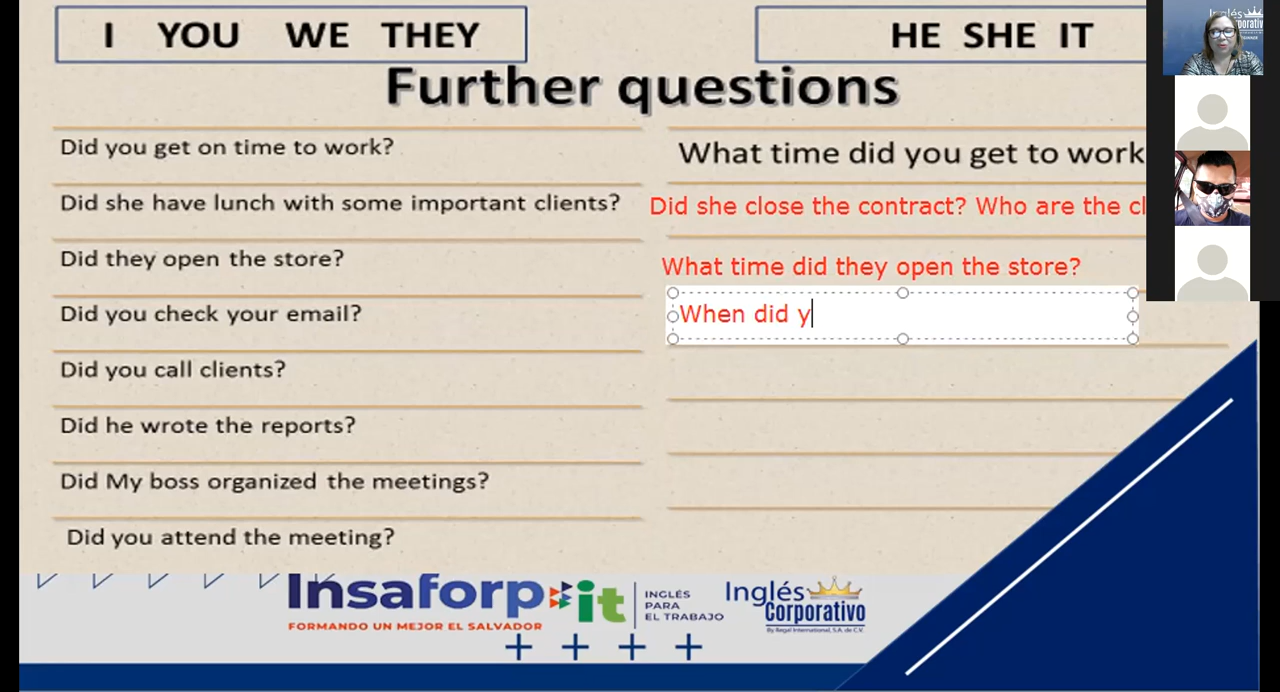 I YOU WE THEY
HE SHE IT
Further questions
Did you get on time to work?
What time did you get to work
Did she have lunch with some important clients?
Did she close the contract? Who are the cl
Did they open the store?
What time did they open the store?
Did you check your email?
When did y
Did you call clients?
Did he wrote the reports?
Did My boss organized the meetings?
Did you attend the meeting?
Insaforp
FORMANDO UN MEJOR EL SALVADOR
it
INGLÉS
PARA
EL TRABAJO
Inglés
Corporativo
By Regal International, S.A. de C.V.
Inglés
orporativo